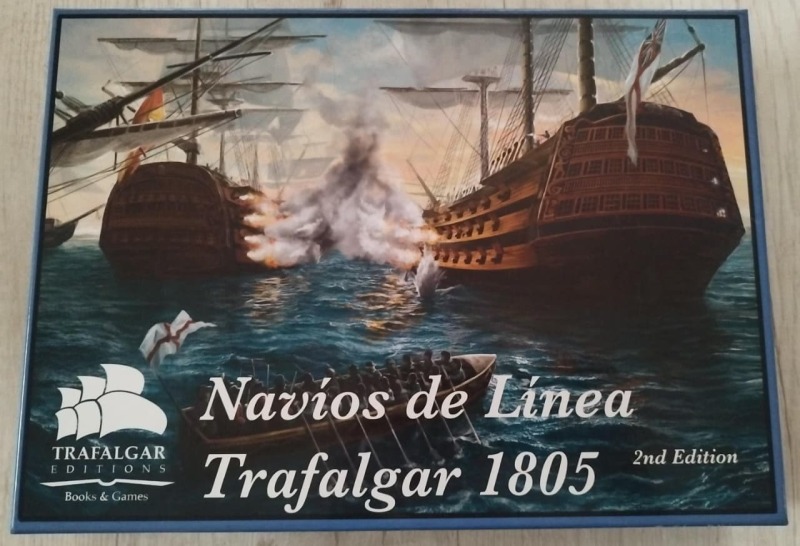 Navíos de Línea
Trafalgar 1805
2nd Edition
TRAFALGAR
EDITIONS
Books & Games